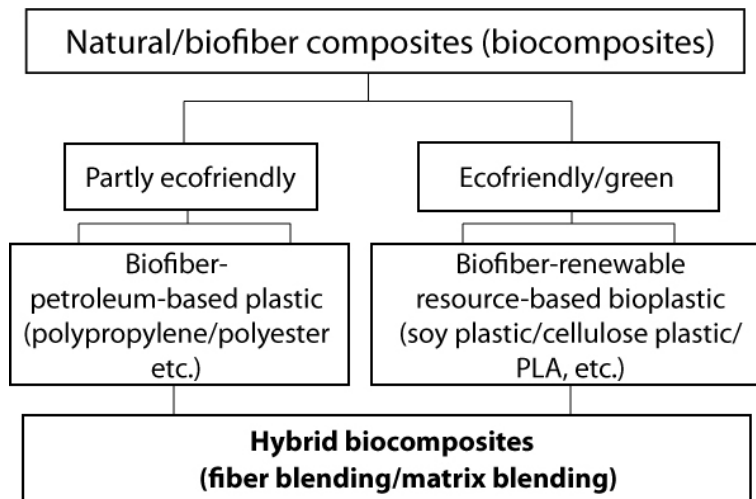 Natural/biofiber composites (biocomposites)
Partly ecofriendly
Ecofriendly/green
Biofiber-
petroleum-based plastic
(polypropylene/polyester
etc.)
Biofiber-renewable
resource-based bioplastic
(soy plastic/cellulose plastic/
PLA, etc.)
Hybrid biocomposites
(fiber blending/matrix blending)